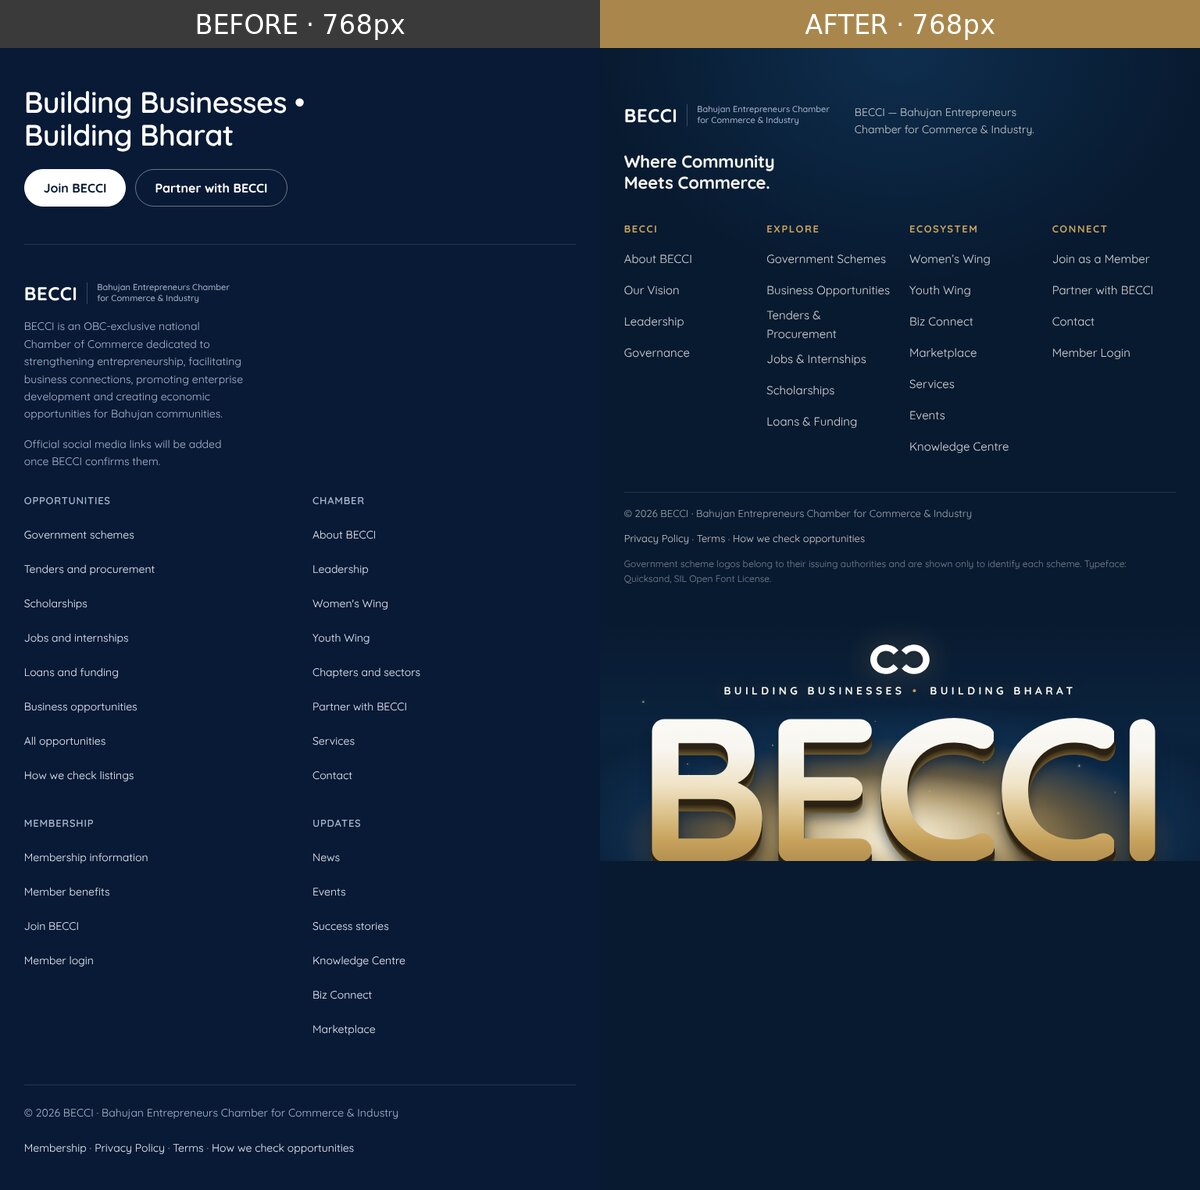 BEFORE · 768px
Building Businesses •
Building Bharat
Join BECCI
Partner with BECCI
BECCI
Bahujan Entrepreneurs Chamber
for Commerce & Industry
BECCI is an OBC-exclusive national
Chamber of Commerce dedicated to
strengthening entrepreneurship, facilitating
business connections, promoting enterprise
development and creating economic
opportunities for Bahujan communities.
Official social media links will be added
once BECCI confirms them.
OPPORTUNITIES
Government schemes
Tenders and procurement
Scholarships
Jobs and internships
Loans and funding
Business opportunities
All opportunities
How we check listings
CHAMBER
About BECCI
Leadership
Women's Wing
Youth Wing
Chapters and sectors
Partner with BECCI
Services
Contact
MEMBERSHIP
Membership information
Member benefits
Join BECCI
Member login
UPDATES
News
Events
Success stories
Knowledge Centre
Biz Connect
Marketplace
© 2026 BECCI · Bahujan Entrepreneurs Chamber for Commerce & Industry
Membership · Privacy Policy · Terms · How we check opportunities
AFTER · 768px
BECCI
Bahujan Entrepreneurs Chamber
for Commerce & Industry
BECCI — Bahujan Entrepreneurs
Chamber for Commerce & Industry.
Where Community
Meets Commerce.
BECCI
About BECCI
Our Vision
Leadership
Governance
EXPLORE
Government Schemes
Business Opportunities
Tenders &
Procurement
Jobs & Internships
Scholarships
Loans & Funding
ECOSYSTEM
Women's Wing
Youth Wing
Biz Connect
Marketplace
Services
Events
Knowledge Centre
CONNECT
Join as a Member
Partner with BECCI
Contact
Member Login
© 2026 BECCI · Bahujan Entrepreneurs Chamber for Commerce & Industry
Privacy Policy · Terms · How we check opportunities
Government scheme logos belong to their issuing authorities and are shown only to identify each scheme. Typeface:
Quicksand, SIL Open Font License.
BUILDING BUSINESSES • BUILDING BHARAT
BECCI